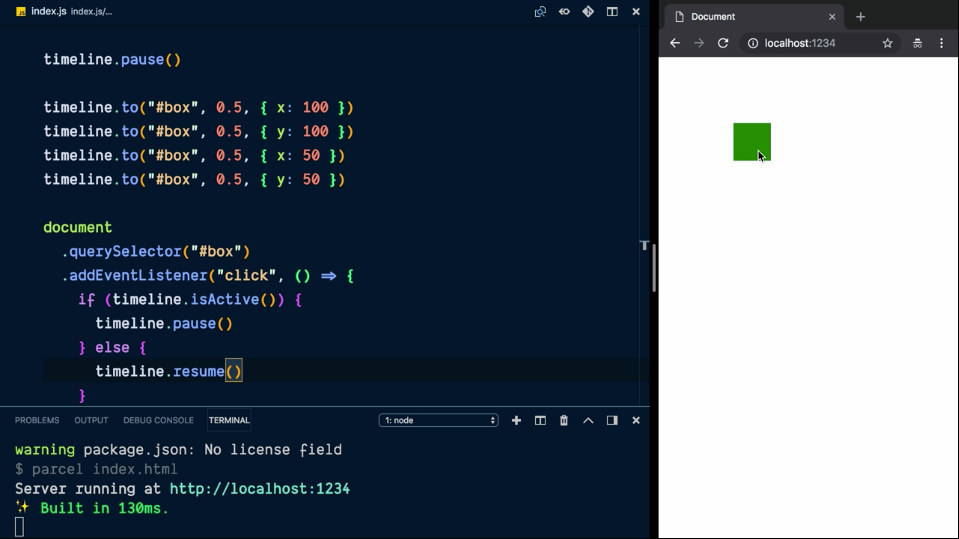 index.js index.js/...
timeline.pause()
timeline.to("#box", 0.5, { x: 100 })
timeline.to("#box", 0.5, { y: 100 })
timeline.to("#box", 0.5, { x: 50 })
timeline.to("#box", 0.5, { y: 50 })
document
.querySelector("#box")
.addEventListener("click", () => {
if (timeline.isActive()) {
timeline.pause()
} else {
timeline.resume()
}
PROBLEMS OUTPUT DEBUG CONSOLE TERMINAL 1: node
warning package.json: No license field
$ parcel index.html
Server running at http://localhost:1234
✨ Built in 130ms.
Document
localhost:1234